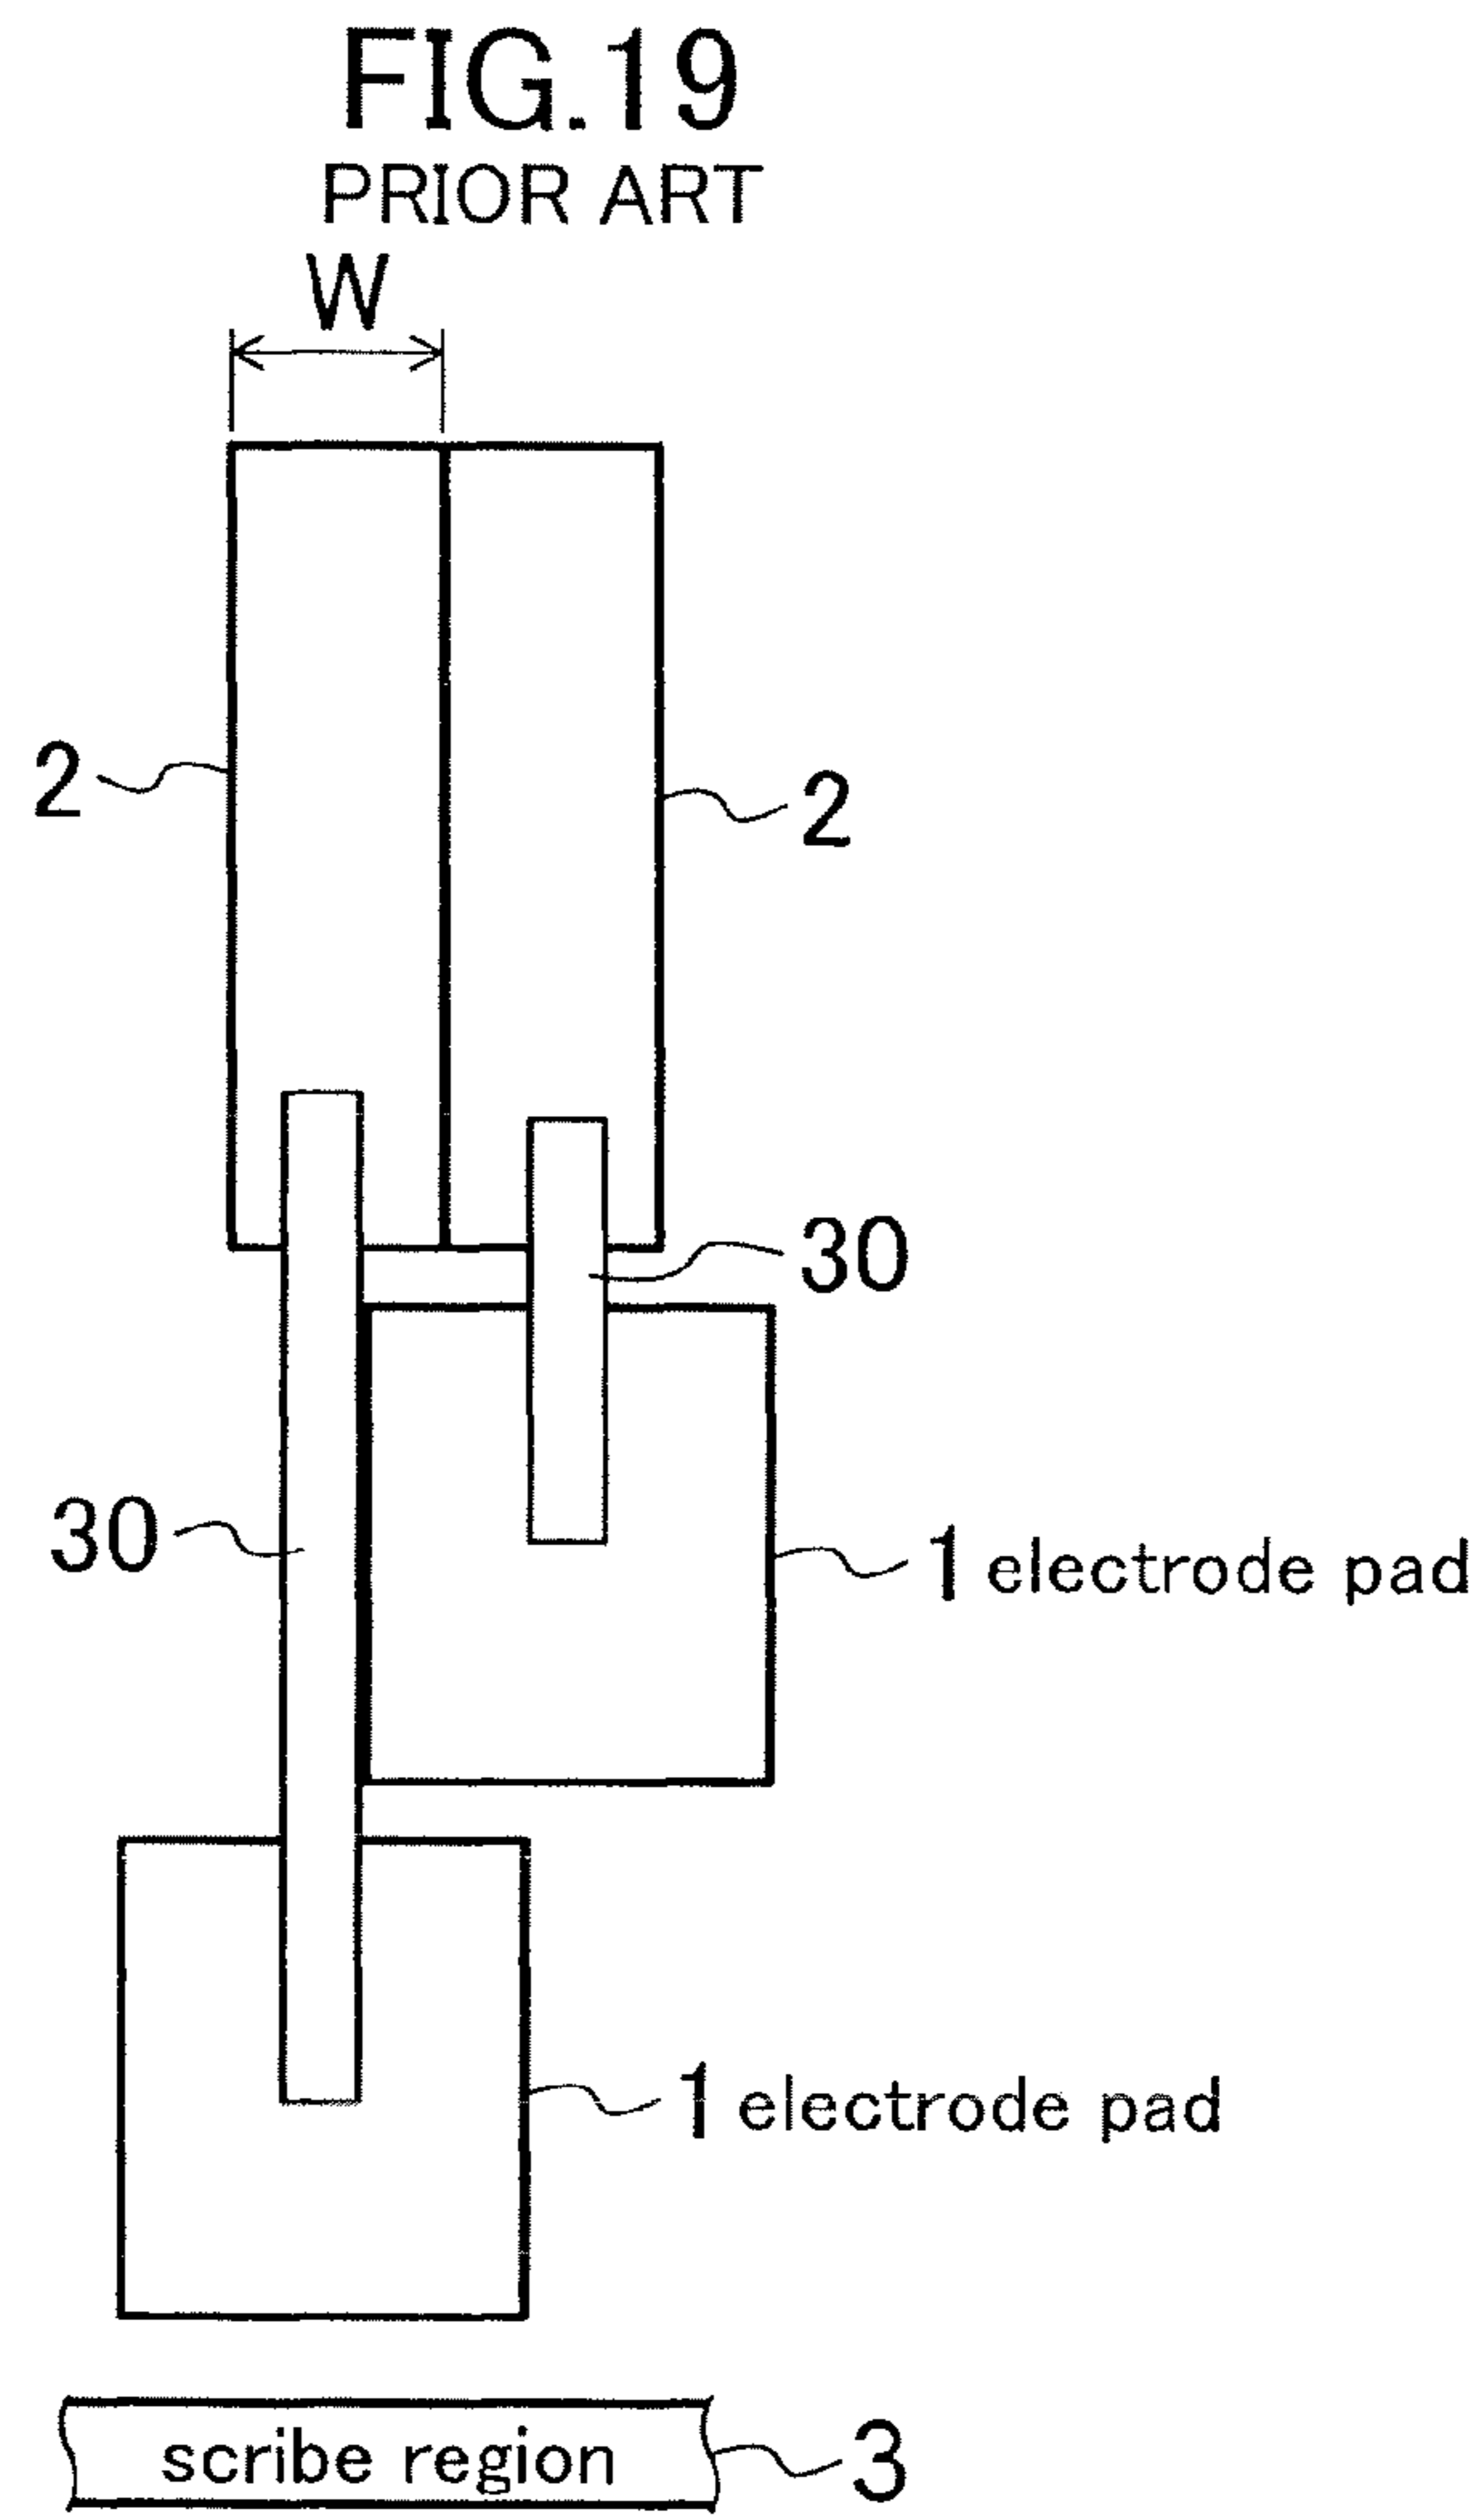 FIG.19
PRIOR ART
W
2
2
30
30
1 electrode pad
1 electrode pad
scribe region 3